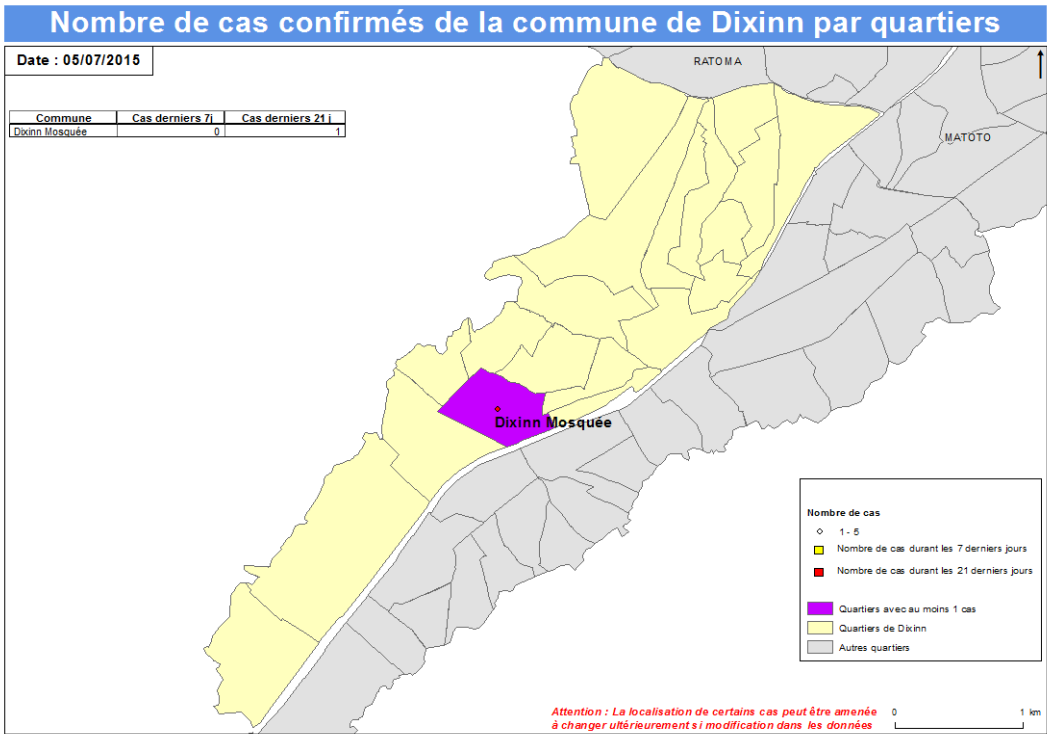 Nombre de cas confirmés de la commune de Dixinn par quartiers
Date : 05/07/2015
RATOMA
Commune Cas derniers 7j Cas derniers 21 j
Dixinn Mosquée 0 1
MATOTO
Dixinn Mosquée
Nombre de cas
1 - 5
Nombre de cas durant les 7 derniers jours
Nombre de cas durant les 21 derniers jours
Quartiers avec au moins 1 cas
Quartiers de Dixinn
Autres quartiers
Attention : La localisation de certains cas peut être amenée
à changer ultérieurement si modification dans les données
0 1 km